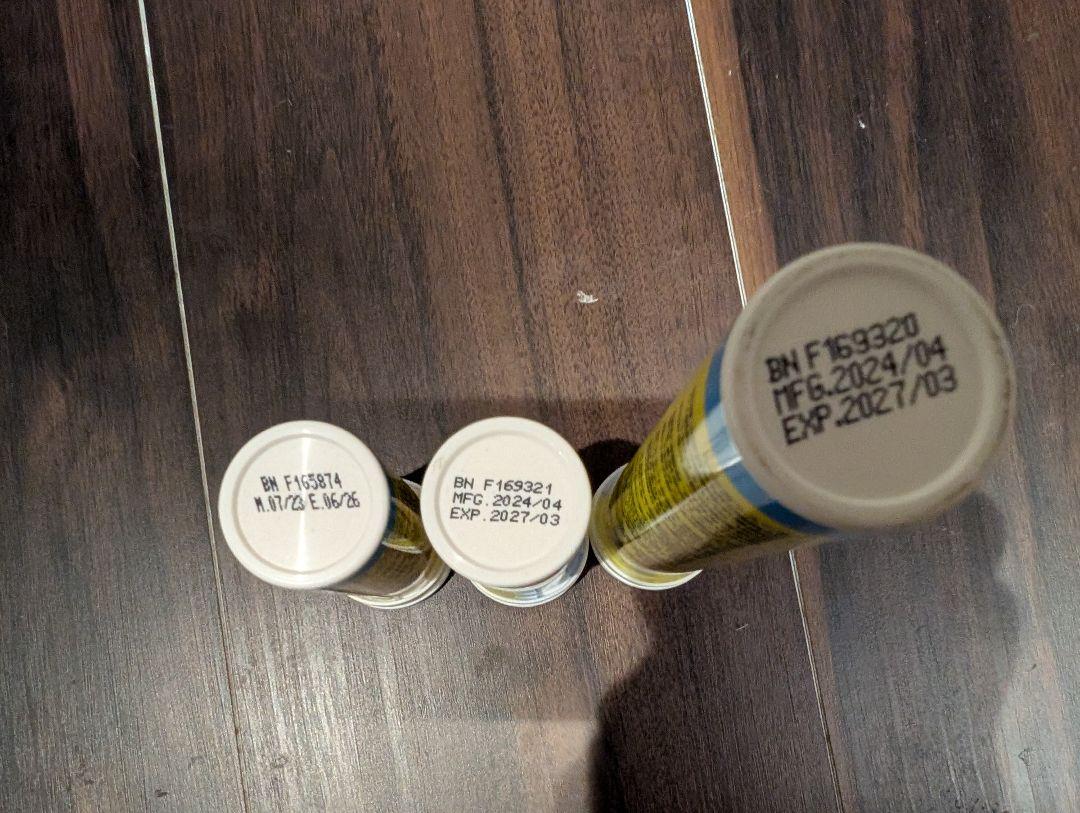 BN F165874
M.07/23 E.06/26
BN F169321
MFG.2024/04
EXP.2027/03
BN F169320
MFG.2024/04
EXP.2027/03